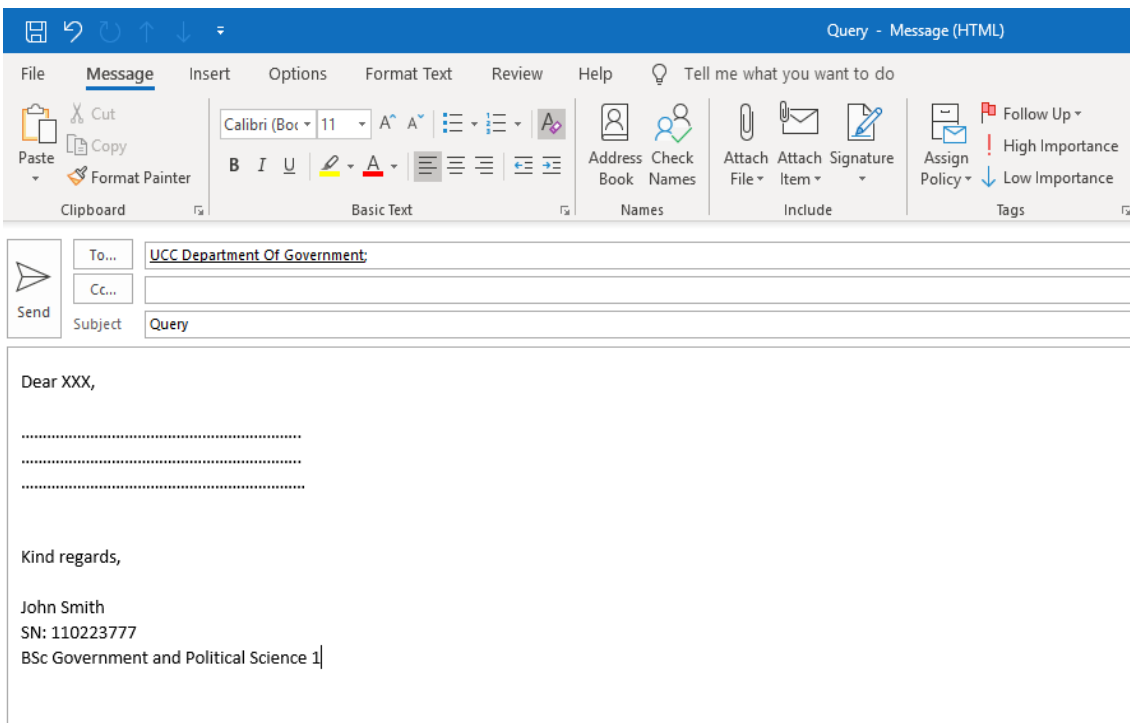 Query - Message (HTML)
File Message Insert Options Format Text Review Help Tell me what you want to do
Paste
Cut
Copy
Format Painter
Clipboard
Calibri (Boc 11 A^ A˅ A
B I U A
Basic Text
Address Book
Check Names
Names
Attach File
Attach Item
Signature
Include
Assign Policy
Follow Up
High Importance
Low Importance
Tags
Send
To... UCC Department Of Government;
Cc...
Subject Query
Dear XXX,
..................................................................
..................................................................
...................................................................
Kind regards,
John Smith
SN: 110223777
BSc Government and Political Science 1